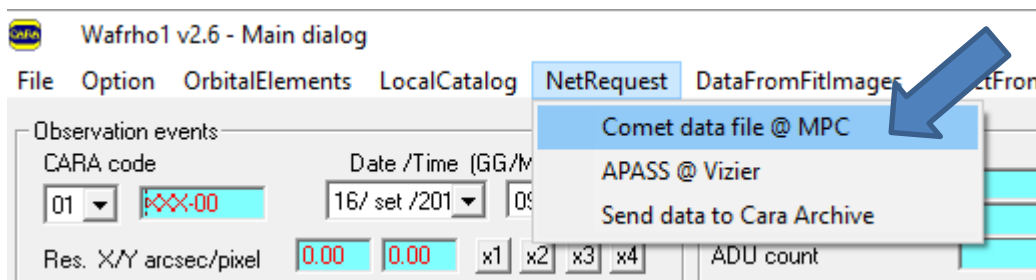 CARA Wafrho1 v2.6 - Main dialog
File Option OrbitalElements LocalCatalog NetRequest DataFromFitImages
Comet data file @ MPC
APASS @ Vizier
Send data to Cara Archive
Observation events
CARA code Date /Time (GG/M
01 XXX-00 16/ set /201 09
Res. X/Y arcsec/pixel 0.00 0.00 x1 x2 x3 x4 ADU count